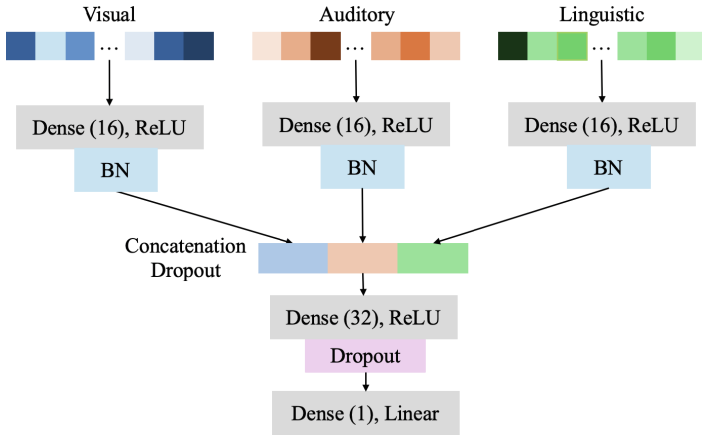 Visual
Auditory
Linguistic
...
...
...
Dense (16), ReLU
Dense (16), ReLU
Dense (16), ReLU
BN
BN
BN
Concatenation
Dropout
Dense (32), ReLU
Dropout
Dense (1), Linear